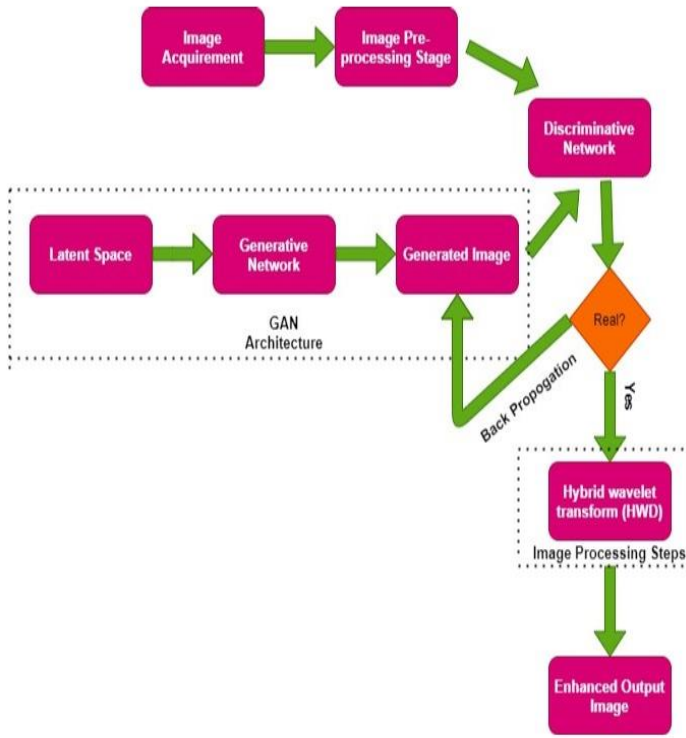 Image
Acquirement
Image Pre-
processing Stage
Discriminative
Network
Latent Space
Generative
Network
Generated Image
GAN
Architecture
Real?
Back Propogation
Yes
Hybrid wavelet
transform (HWD)
Image Processing Steps
Enhanced Output
Image